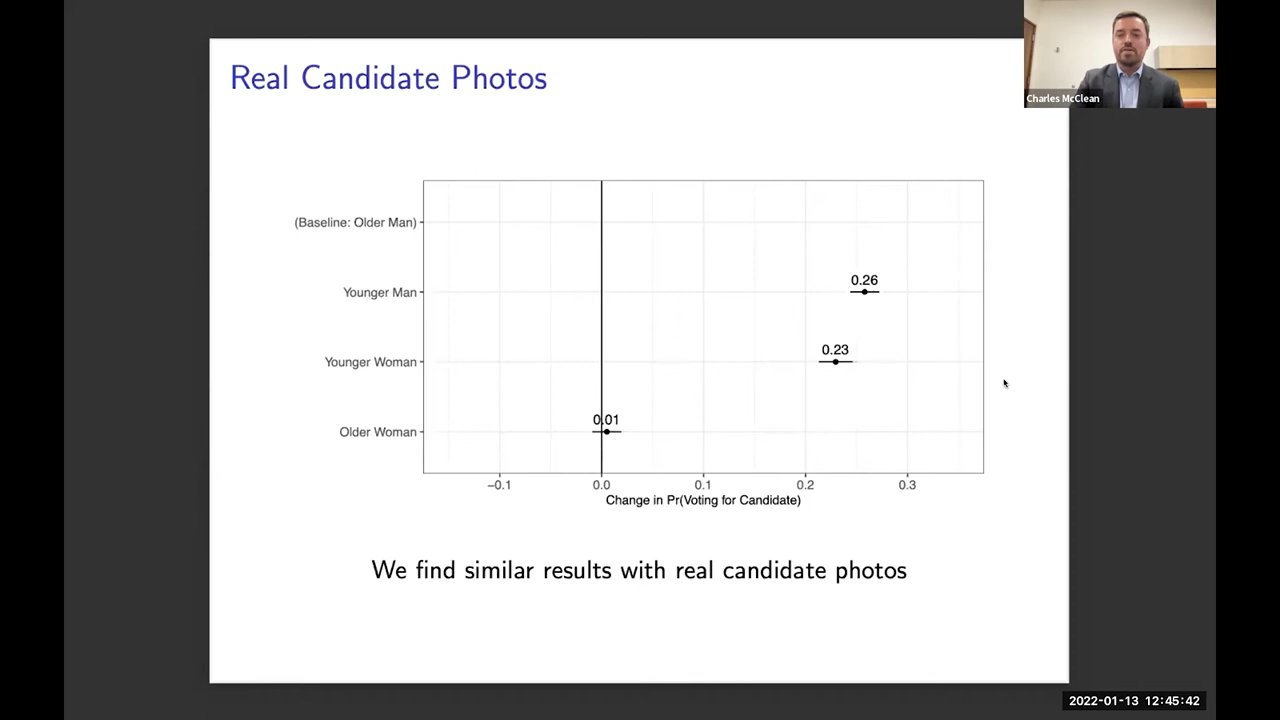 Real Candidate Photos
Charles McClean
(Baseline: Older Man)
0.26
Younger Man
0.23
Younger Woman
0.01
Older Woman
−0.1 0.0 0.1 0.2 0.3
Change in Pr(Voting for Candidate)
We find similar results with real candidate photos
2022-01-13 12:45:42